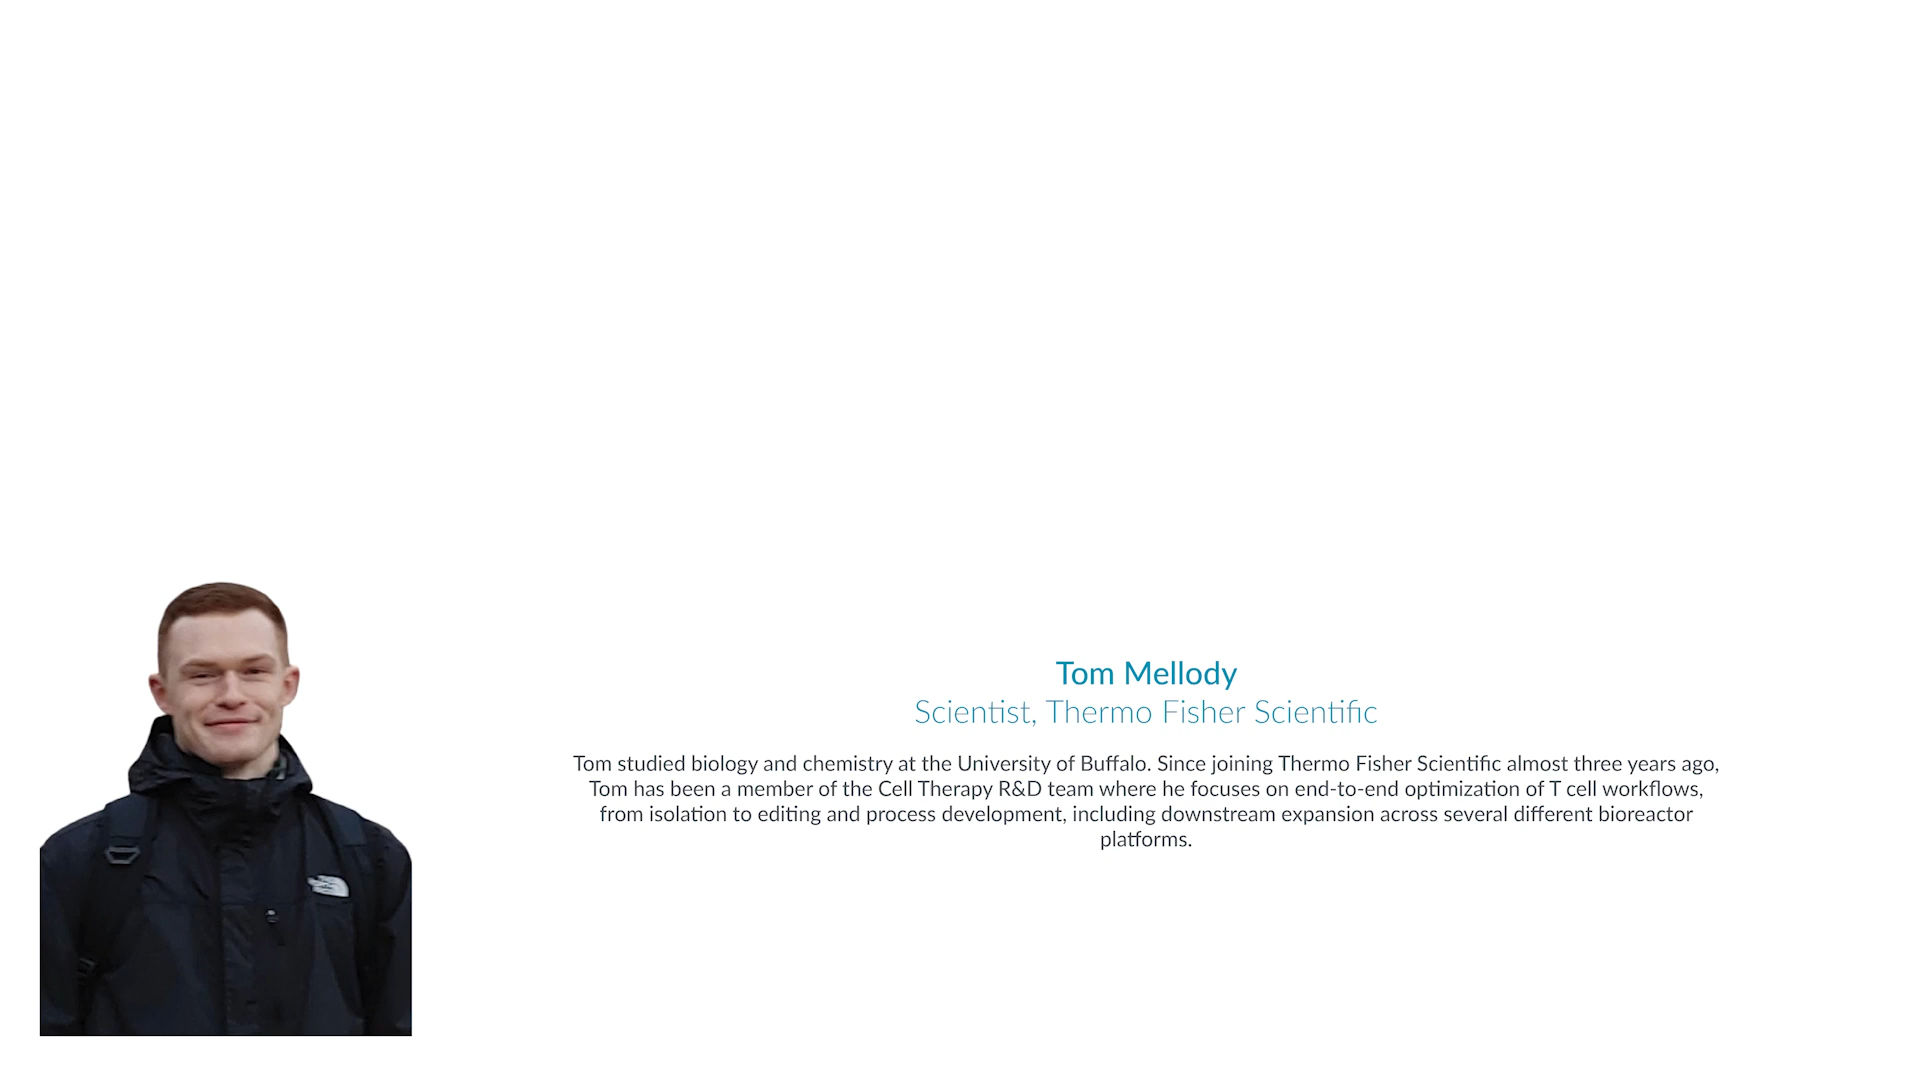 Tom Mellody
Scientist, Thermo Fisher Scientific
Tom studied biology and chemistry at the University of Buffalo. Since joining Thermo Fisher Scientific almost three years ago,
Tom has been a member of the Cell Therapy R&D team where he focuses on end-to-end optimization of T cell workflows,
from isolation to editing and process development, including downstream expansion across several different bioreactor
platforms.